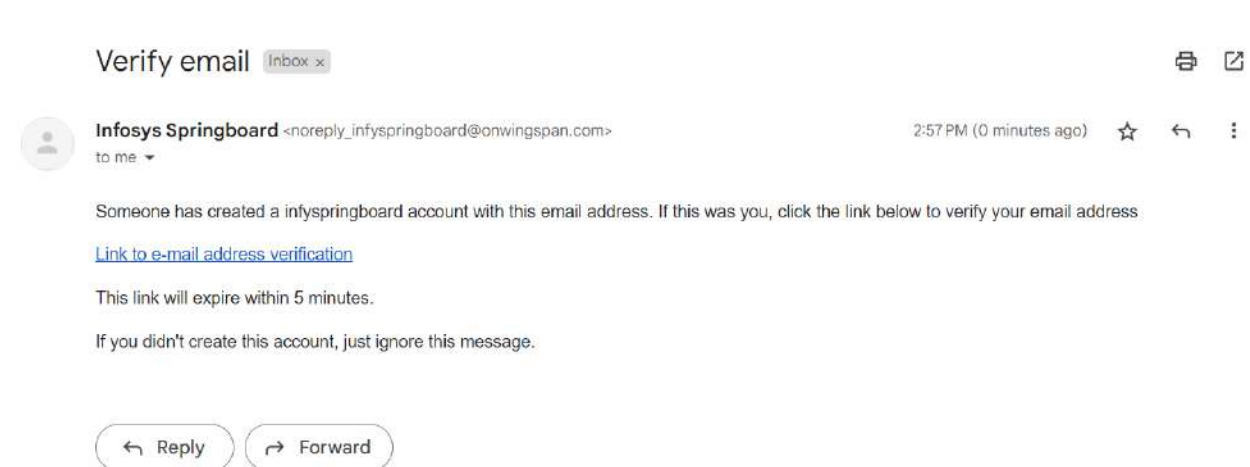 Verify email Inbox x
Infosys Springboard <noreply_infyspringboard@onwingspan.com> 2:57 PM (0 minutes ago)
to me
Someone has created a infyspringboard account with this email address. If this was you, click the link below to verify your email address
Link to e-mail address verification
This link will expire within 5 minutes.
If you didn't create this account, just ignore this message.
Reply Forward